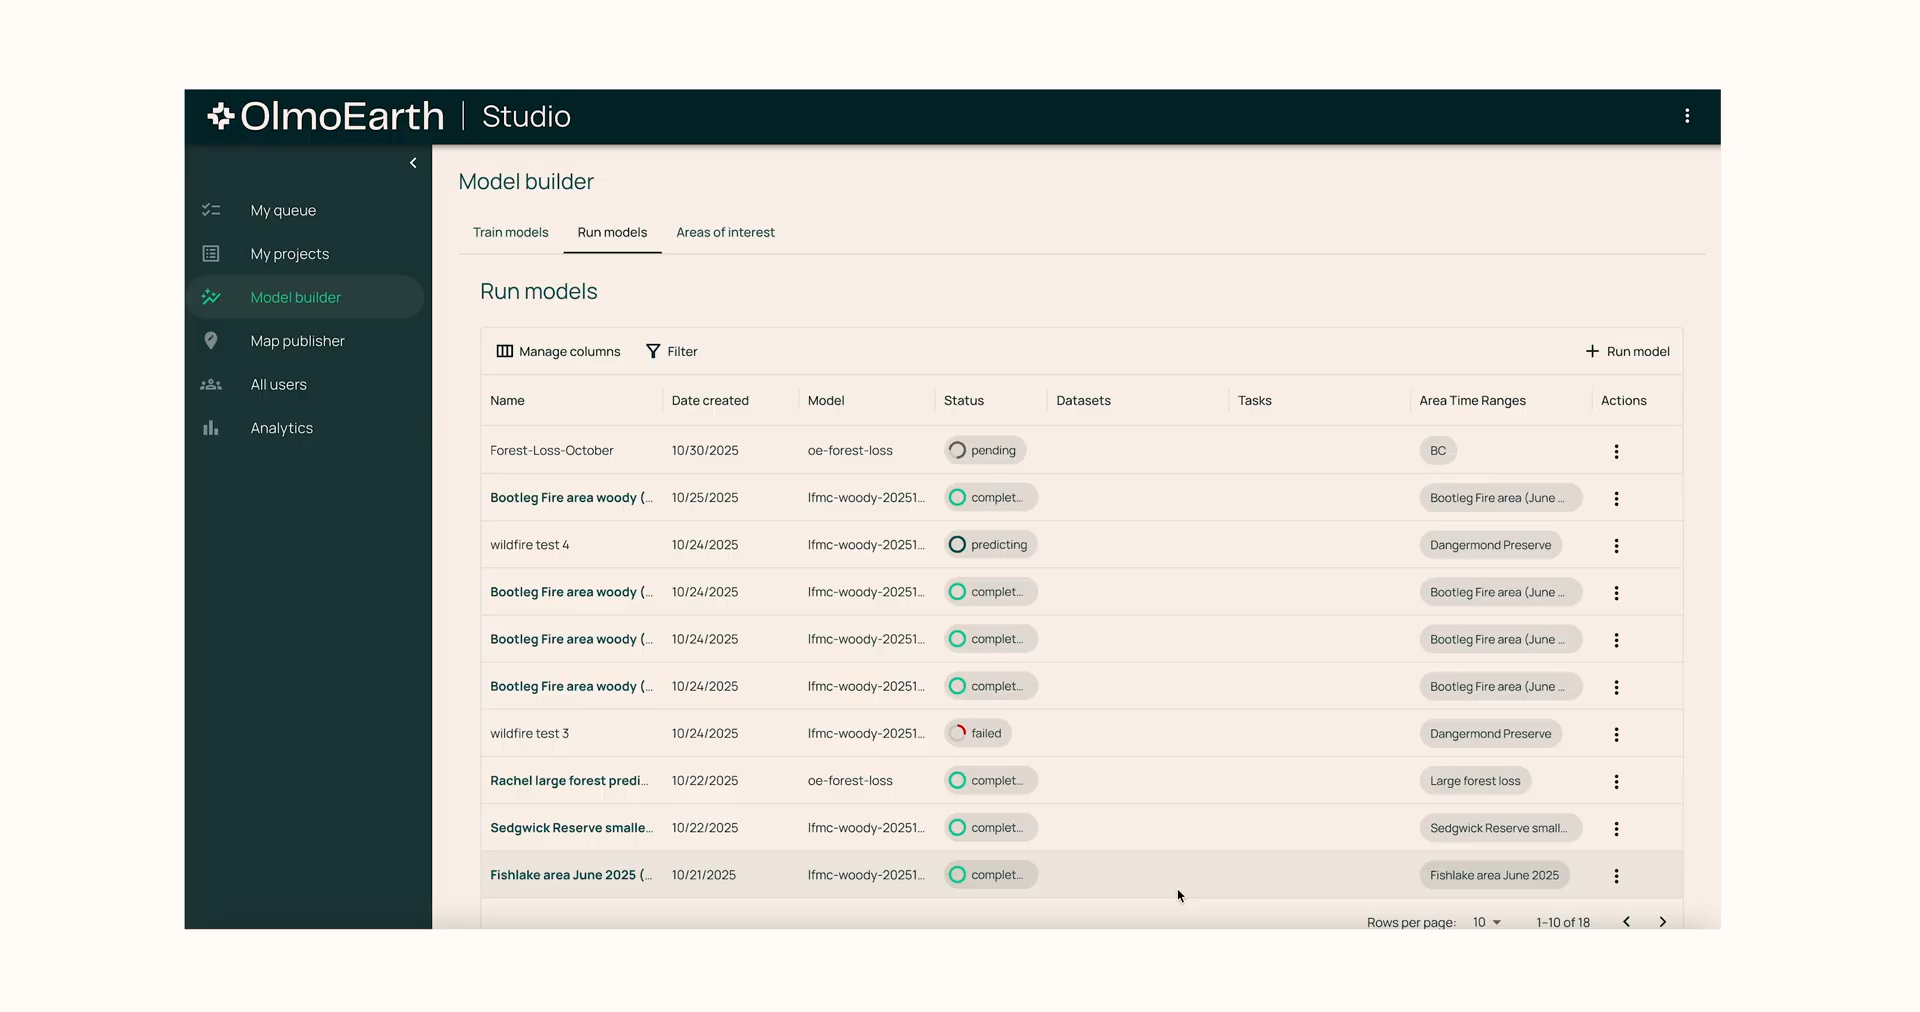 OlmoEarth | Studio
My queue
My projects
Model builder
Map publisher
All users
Analytics
Model builder
Train models Run models Areas of interest
Run models
Manage columns Filter Run model
Name Date created Model Status Datasets Tasks Area Time Ranges Actions
Forest-Loss-October 10/30/2025 oe-forest-loss pending BC
Bootleg Fire area woody (... 10/25/2025 lfmc-woody-20251... complet... Bootleg Fire area (June ...
wildfire test 4 10/24/2025 lfmc-woody-20251... predicting Dangermond Preserve
Bootleg Fire area woody (... 10/24/2025 lfmc-woody-20251... complet... Bootleg Fire area (June ...
Bootleg Fire area woody (... 10/24/2025 lfmc-woody-20251... complet... Bootleg Fire area (June ...
Bootleg Fire area woody (... 10/24/2025 lfmc-woody-20251... complet... Bootleg Fire area (June ...
wildfire test 3 10/24/2025 lfmc-woody-20251... failed Dangermond Preserve
Rachel large forest predi... 10/22/2025 oe-forest-loss complet... Large forest loss
Sedgwick Reserve smalle... 10/22/2025 lfmc-woody-20251... complet... Sedgwick Reserve small...
Fishlake area June 2025 (... 10/21/2025 lfmc-woody-20251... complet... Fishlake area June 2025
Rows per page: 10 1–10 of 18